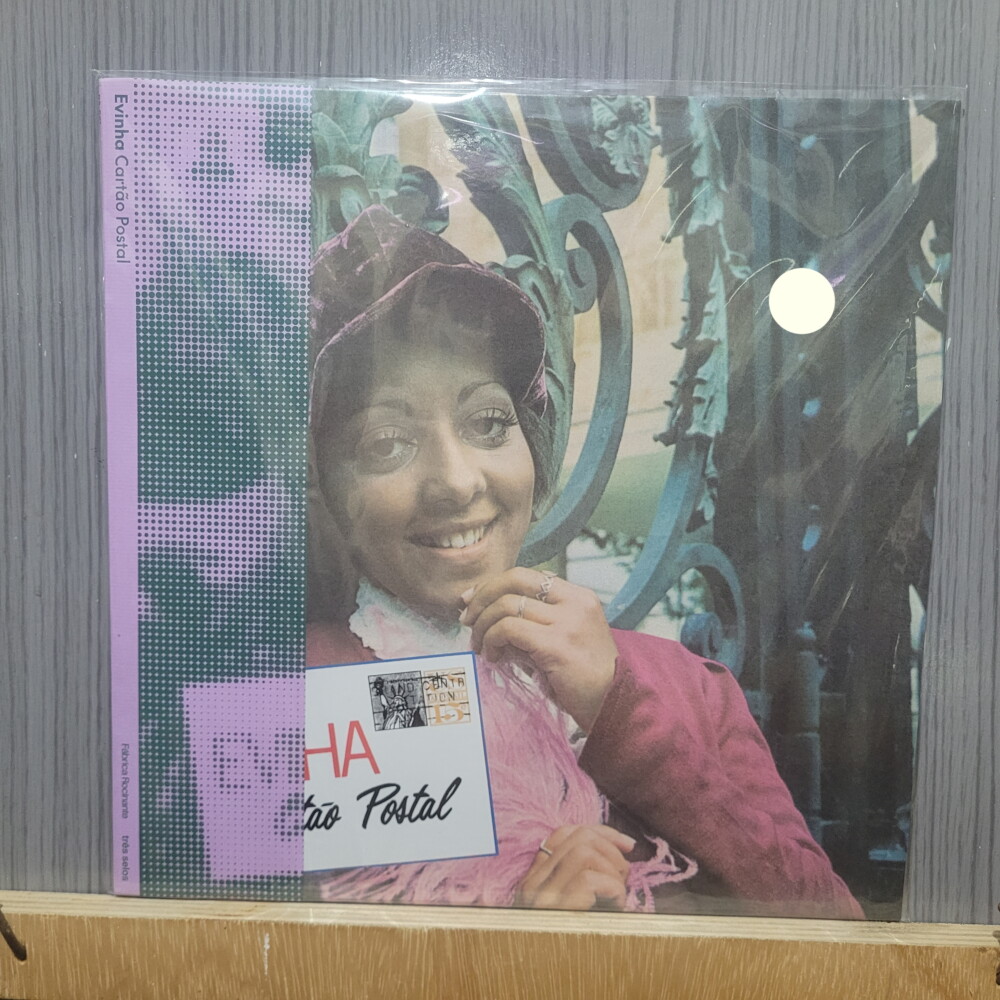 Evinha Cartão Postal
Fábrica Rocinante três selos
HA
tão Postal